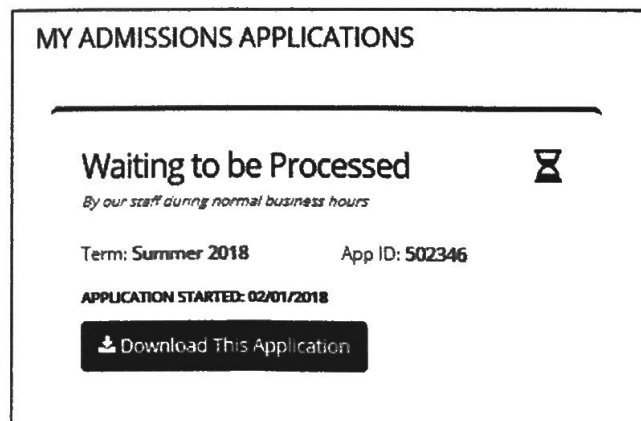 MY ADMISSIONS APPLICATIONS
Waiting to be Processed
By our staff during normal business hours
Term: Summer 2018 App ID: 502346
APPLICATION STARTED: 02/01/2018
Download This Application